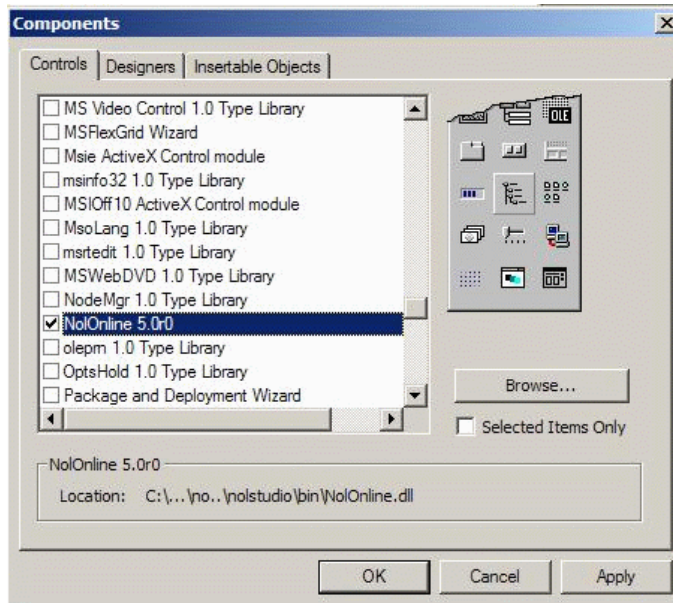 Components
Controls
Designers
Insertable Objects
MS Video Control 1.0 Type Library
MSFlexGrid Wizard
Msie ActiveX Control module
msinfo32 1.0 Type Library
MSIOff10 ActiveX Control module
MsoLang 1.0 Type Library
msrtedit 1.0 Type Library
MSWebDVD 1.0 Type Library
NodeMgr 1.0 Type Library
NolOnline 5.0r0
oleprn 1.0 Type Library
OptsHold 1.0 Type Library
Package and Deployment Wizard
OLE
Browse...
Selected Items Only
NolOnline 5.0r0
Location: C:\...\no..\nolstudio\bin\NolOnline.dll
OK
Cancel
Apply